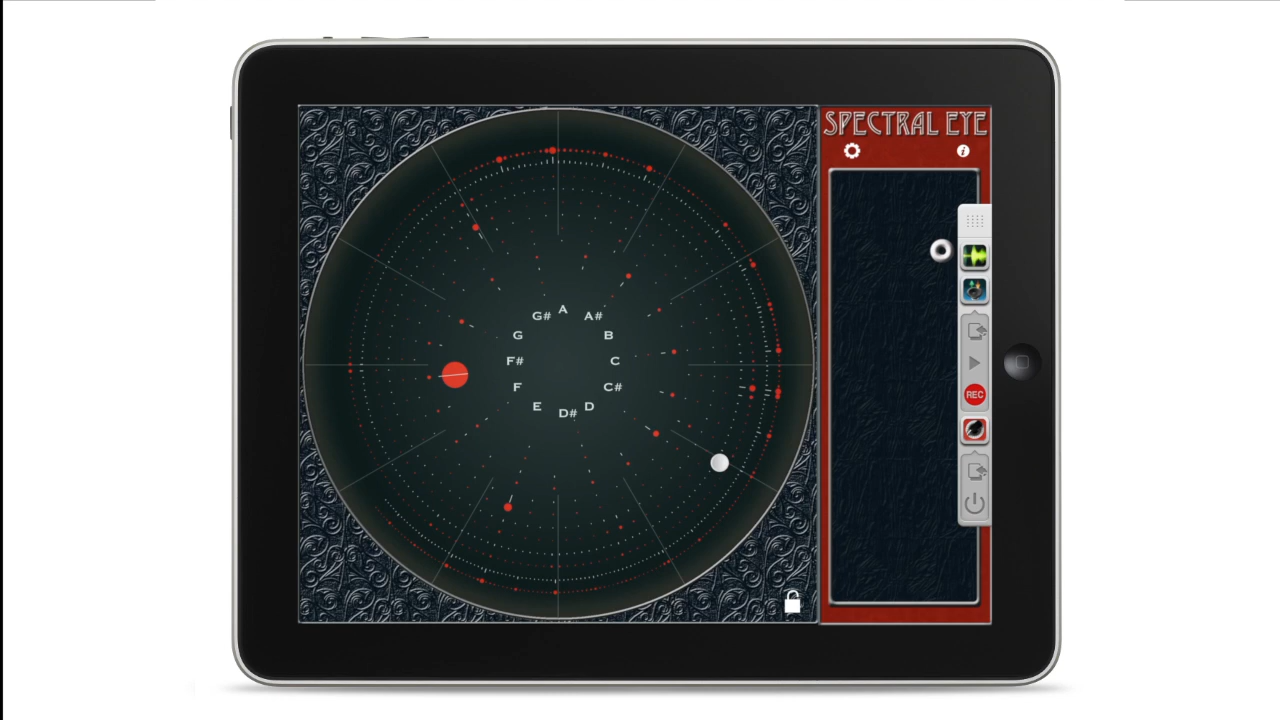 SPECTRAL EYE
i
A
G# A#
G B
F# C
F C#
E D
D#
REC